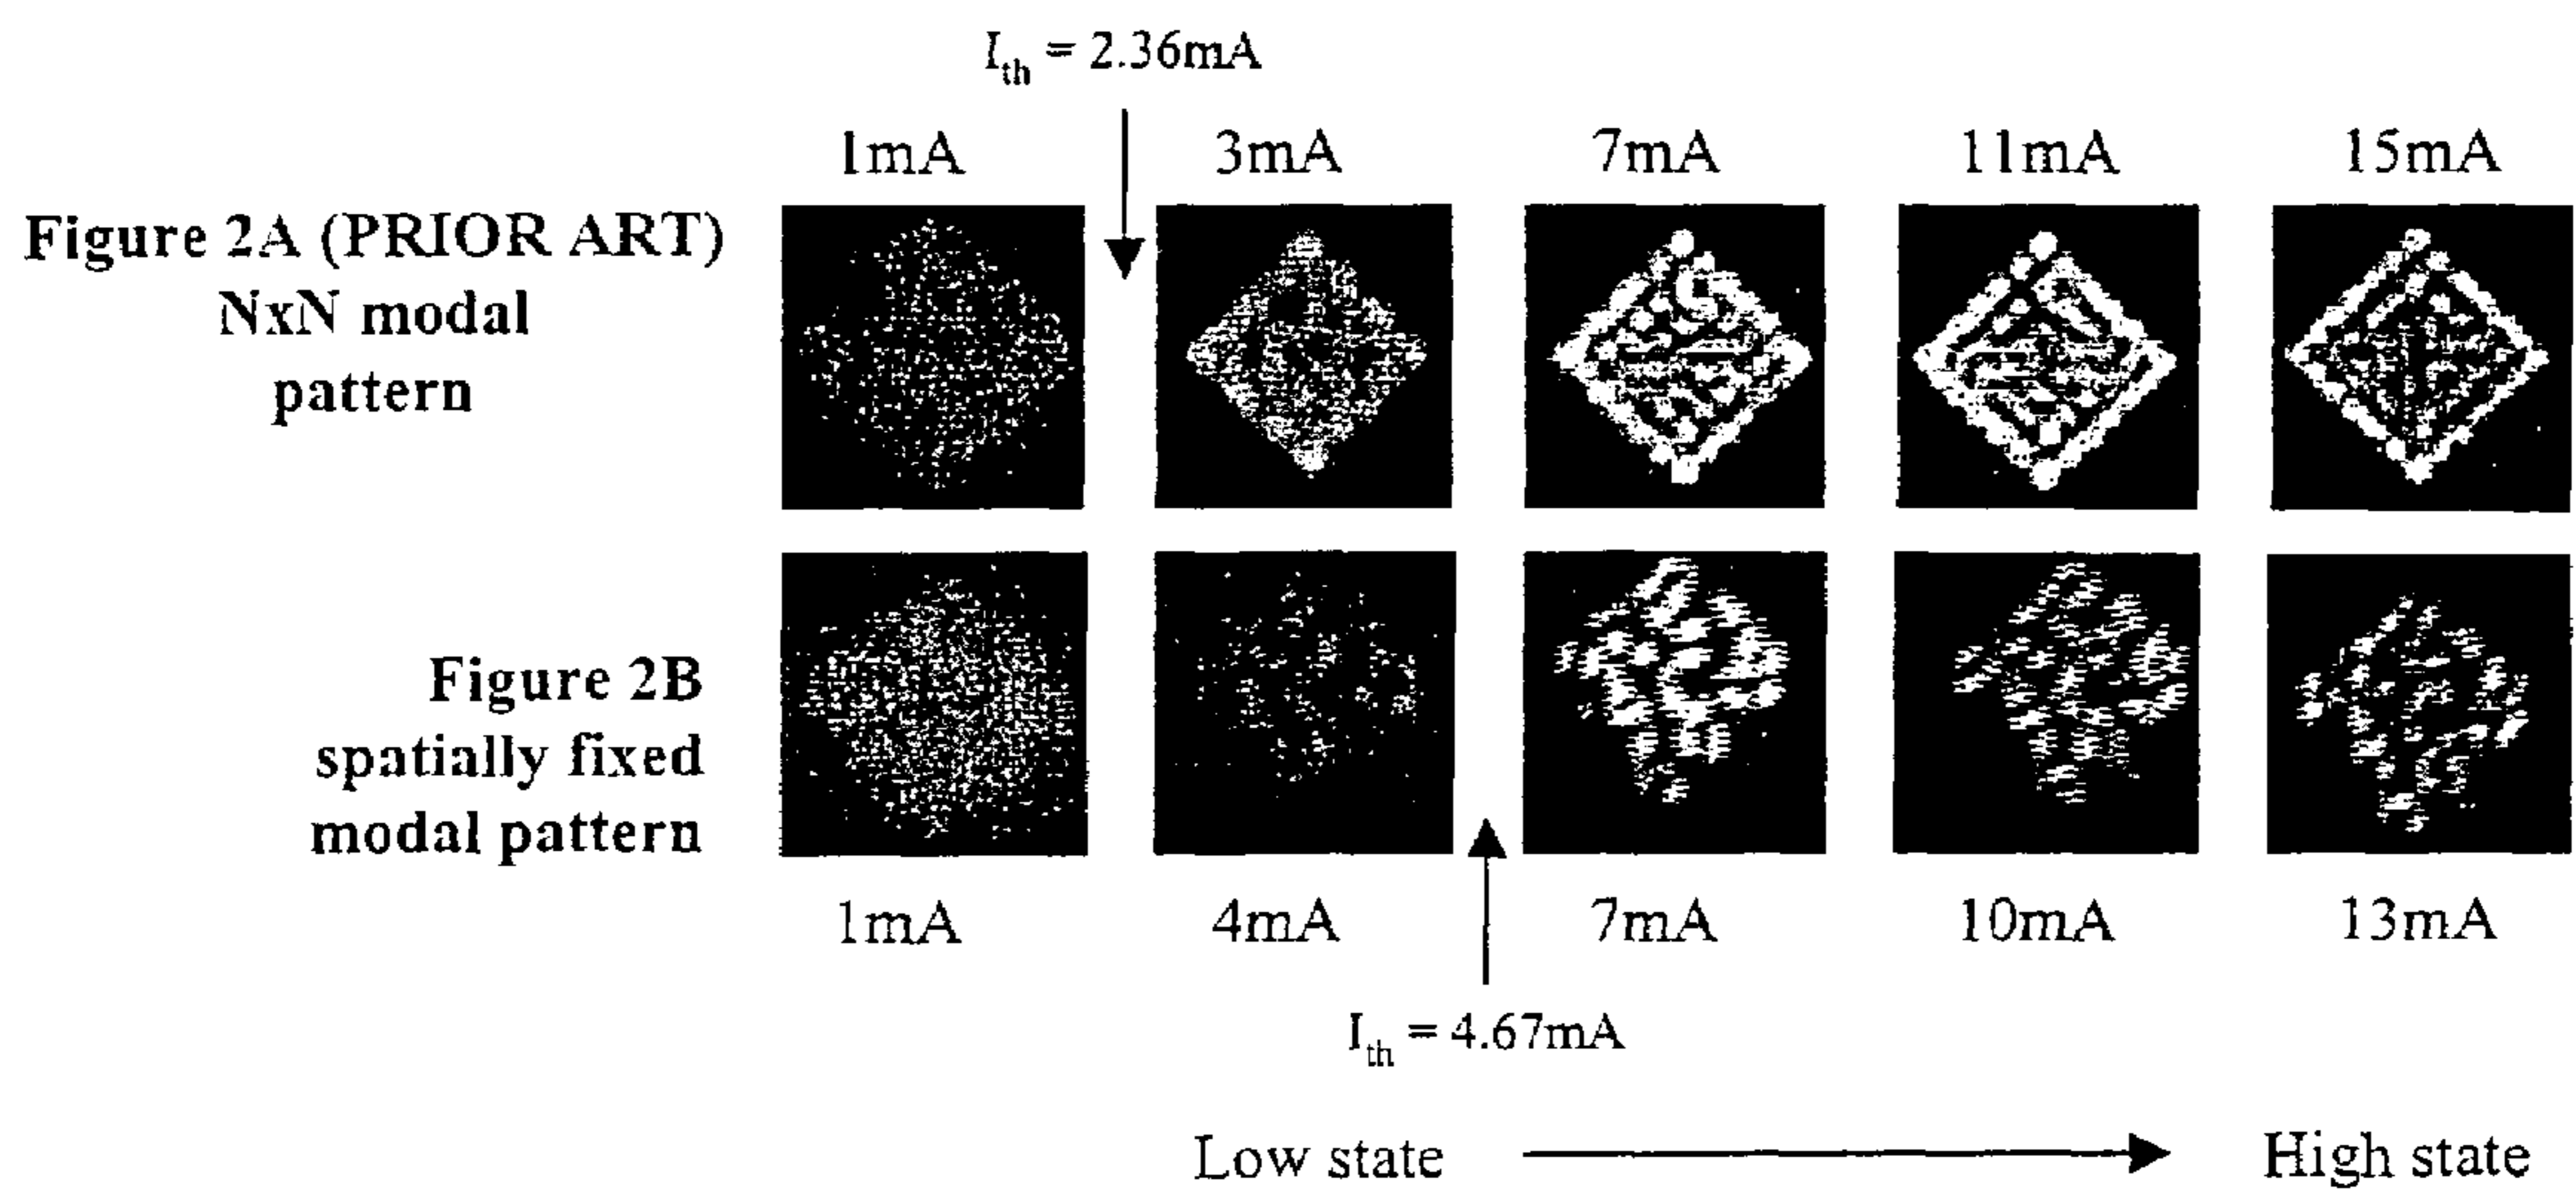 I_th = 2.36mA
1mA 3mA 7mA 11mA 15mA
Figure 2A (PRIOR ART)
NxN modal
pattern
Figure 2B
spatially fixed
modal pattern
1mA 4mA 7mA 10mA 13mA
I_th = 4.67mA
Low state High state